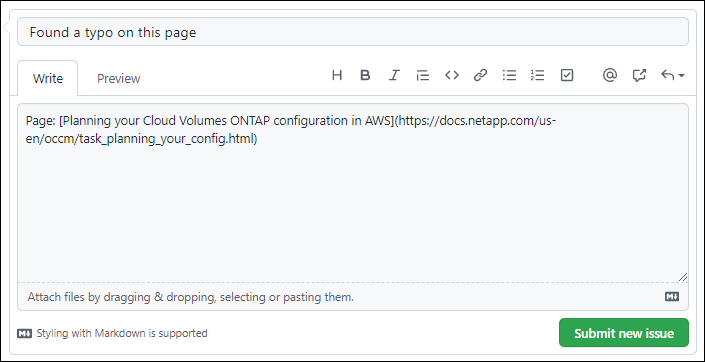 Found a typo on this page
Write Preview
H B I @
Page: [Planning your Cloud Volumes ONTAP configuration in AWS](https://docs.netapp.com/us-
en/occm/task_planning_your_config.html)
Attach files by dragging & dropping, selecting or pasting them.
Styling with Markdown is supported
Submit new issue